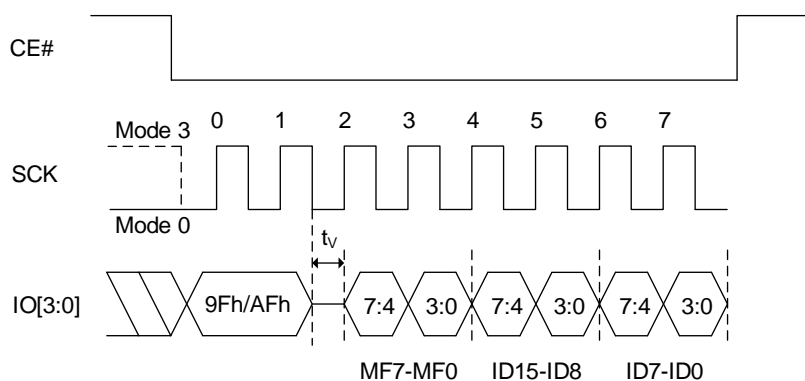 CE#
0 1 2 3 4 5 6 7
Mode 3
SCK
Mode 0
tV
IO[3:0]
9Fh/AFh 7:4 3:0 7:4 3:0 7:4 3:0
MF7-MF0 ID15-ID8 ID7-ID0